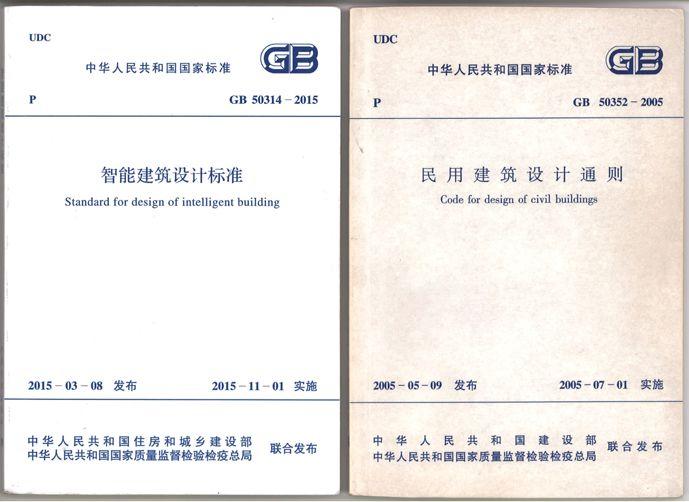 UDC
中华人民共和国国家标准
GB
P
GB 50314-2015
智能建筑设计标准
Standard for design of intelligent building
2015-03-08 发布
2015-11-01 实施
中华人民共和国住房和城乡建设部
中华人民共和国国家质量监督检验检疫总局
联合发布
UDC
中华人民共和国国家标准
GB
P
GB 50352-2005
民用建筑设计通则
Code for design of civil buildings
2005-05-09 发布
2005-07-01 实施
中华人民共和国建设部
中华人民共和国国家质量监督检验检疫总局
联合发布